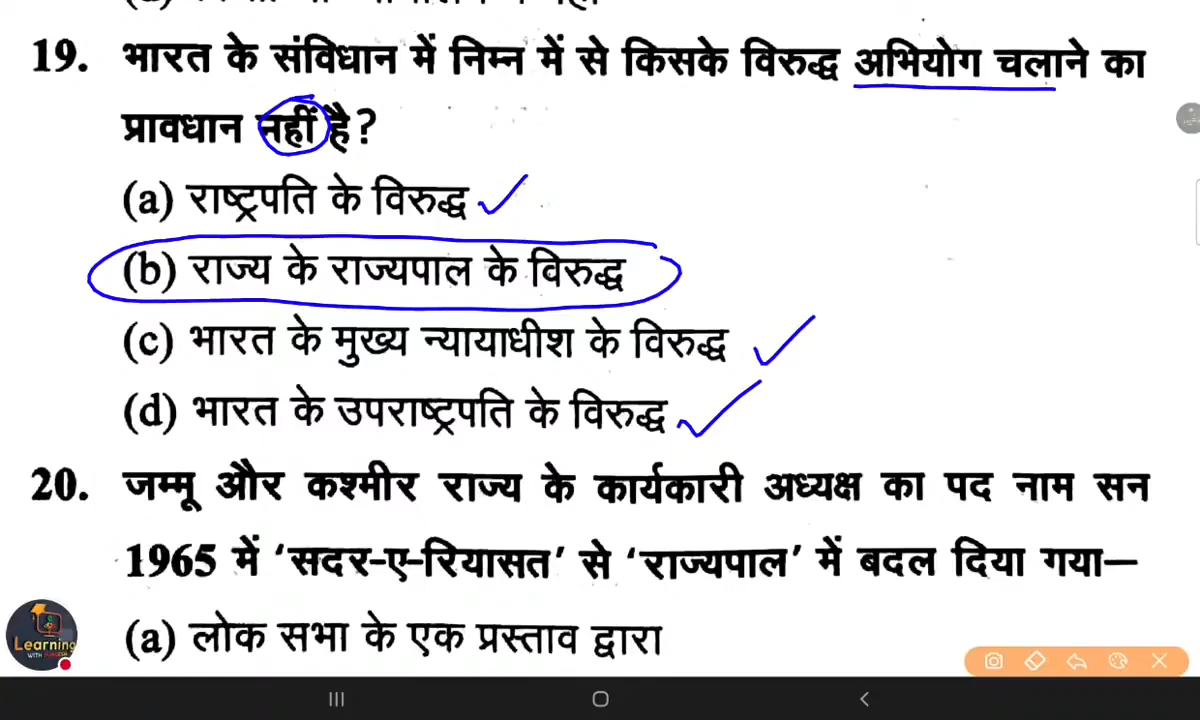 19. भारत के संविधान में निम्न में से किसके विरुद्ध अभियोग चलाने का
प्रावधान नहीं है?
(a) राष्ट्रपति के विरुद्ध
(b) राज्य के राज्यपाल के विरुद्ध
(c) भारत के मुख्य न्यायाधीश के विरुद्ध
(d) भारत के उपराष्ट्रपति के विरुद्ध
20. जम्मू और कश्मीर राज्य के कार्यकारी अध्यक्ष का पद नाम सन
1965 में ‘सदर-ए-रियासत’ से ‘राज्यपाल’ में बदल दिया गया—
(a) लोक सभा के एक प्रस्ताव द्वारा
Learning